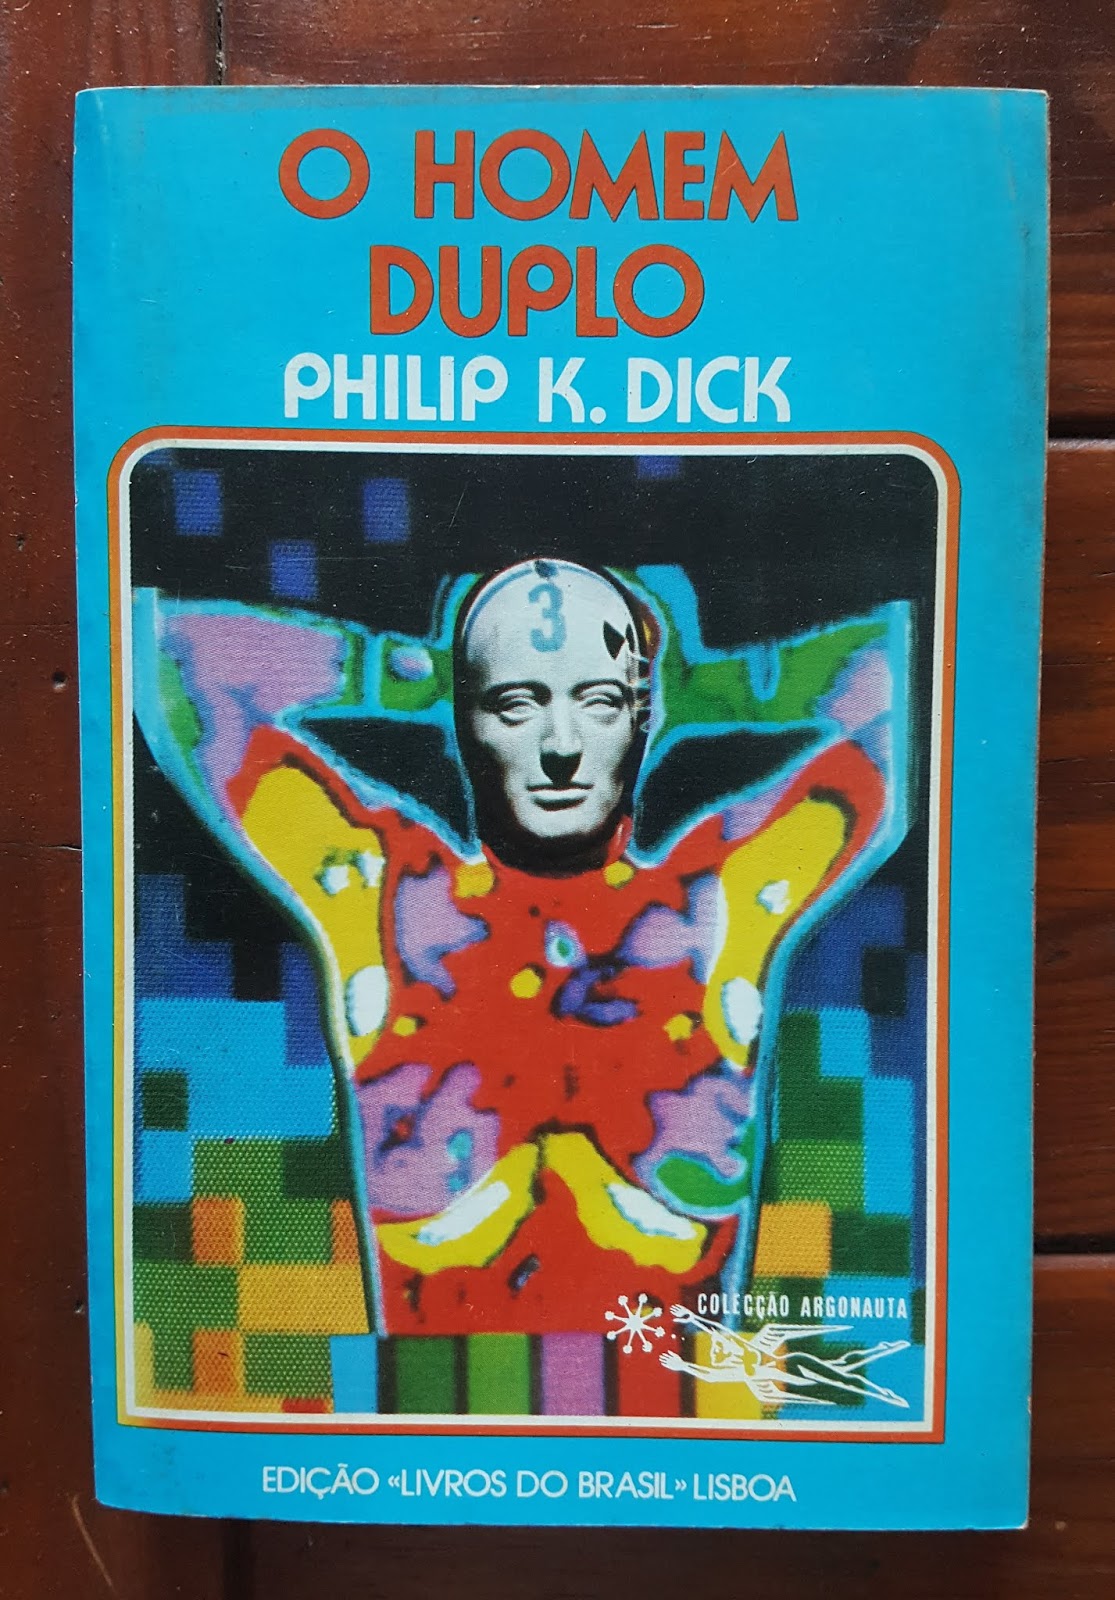 O HOMEM
DUPLO
PHILIP K. DICK
3
COLECÇÃO ARGONAUTA
EDIÇÃO «LIVROS DO BRASIL» LISBOA